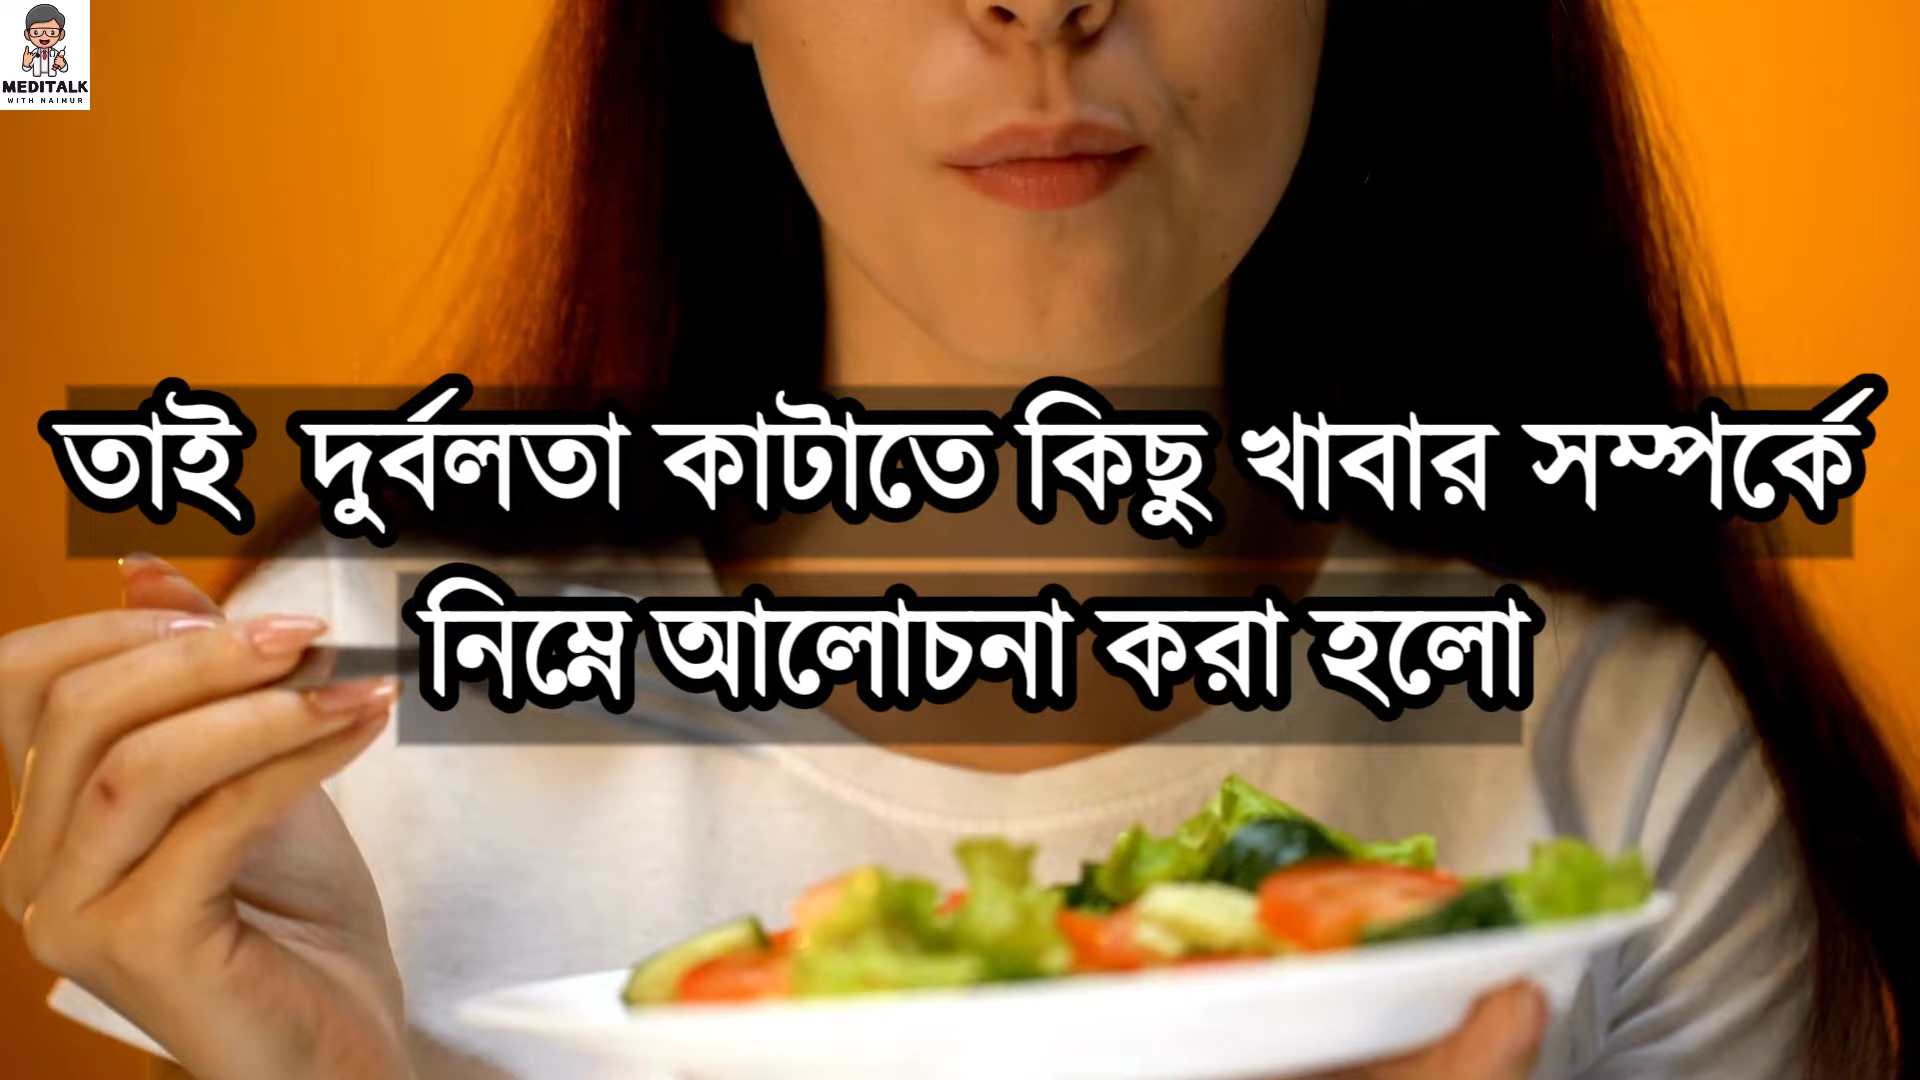 MEDITALK
WITH NAIMUR
তাই দুর্বলতা কাটাতে কিছু খাবার সম্পর্কে
নিম্নে আলোচনা করা হলো